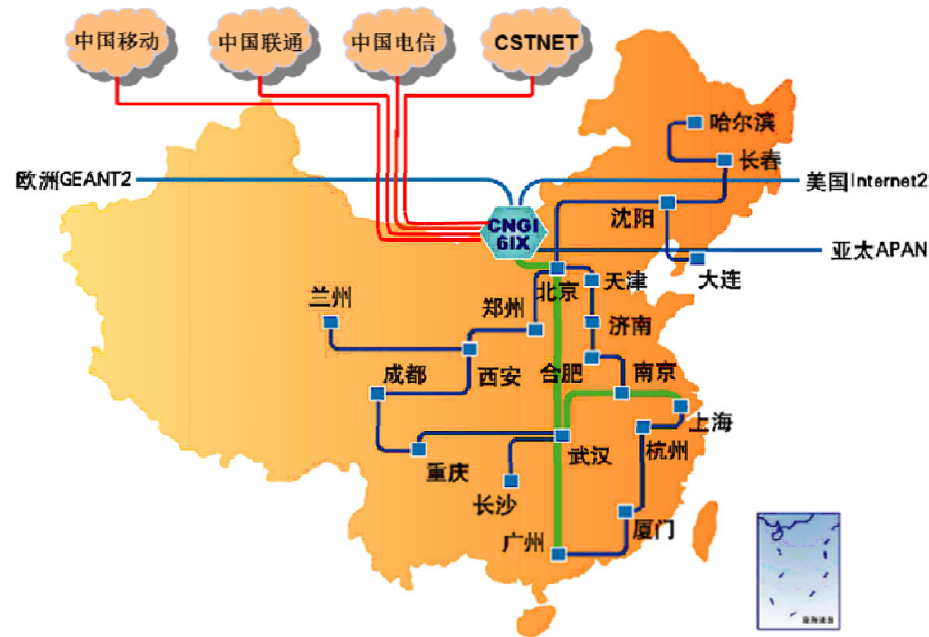 中国移动
中国联通
中国电信
CSTNET
哈尔滨
长春
欧洲GEANT2
美国Internet2
沈阳
CNGI
6IX
亚太APAN
大连
北京
天津
兰州
郑州
济南
成都
西安
合肥
南京
上海
杭州
武汉
重庆
长沙
厦门
广州
南海诸岛